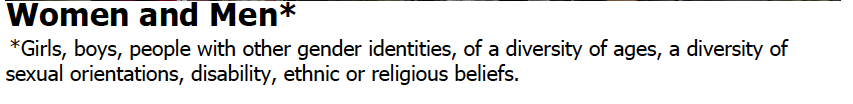 Women and Men*
*Girls, boys, people with other gender identities, of a diversity of ages, a diversity of
sexual orientations, disability, ethnic or religious beliefs.